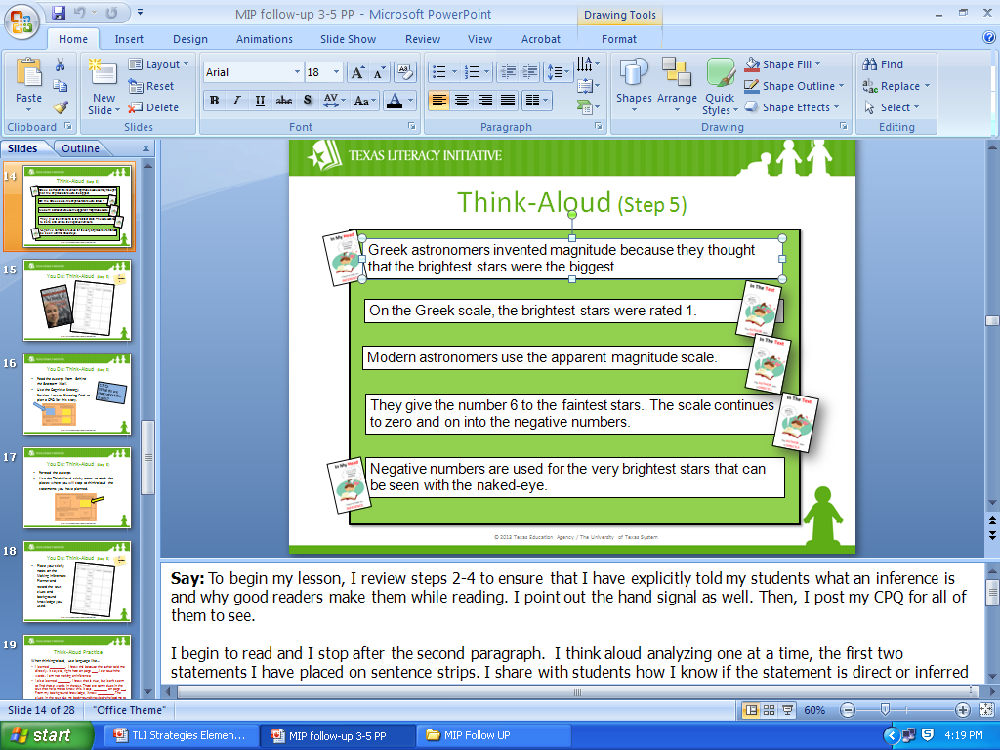 MIP follow-up 3-5 PP - Microsoft PowerPoint
Drawing Tools
Home Insert Design Animations Slide Show Review View Acrobat Format
Paste
New
Slide
Layout
Reset
Delete
Arial 18
B I U abc S AV Aa A
Shapes Arrange Quick
Styles
Shape Fill
Shape Outline
Shape Effects
Find
Replace
Select
Clipboard Slides Font Paragraph Drawing Editing
Slides Outline x
14
15
16
17
18
19
TEXAS LITERACY INITIATIVE
Think-Aloud (Step 5)
In My Head
Greek astronomers invented magnitude because they thought
that the brightest stars were the biggest.
On the Greek scale, the brightest stars were rated 1.
In The Text
Modern astronomers use the apparent magnitude scale.
In The Text
They give the number 6 to the faintest stars. The scale continues
to zero and on into the negative numbers.
In The Text
In My Head
Negative numbers are used for the very brightest stars that can
be seen with the naked-eye.
© 2013 Texas Education Agency / The University of Texas System
Say: To begin my lesson, I review steps 2-4 to ensure that I have explicitly told my students what an inference is
and why good readers make them while reading. I point out the hand signal as well. Then, I post my CPQ for all of
them to see.
I begin to read and I stop after the second paragraph. I think aloud analyzing one at a time, the first two
statements I have placed on sentence strips. I share with students how I know if the statement is direct or inferred
Slide 14 of 28 "Office Theme" 60%
start TLI Strategies Elemen... MIP follow-up 3-5 PP MIP Follow UP 4:19 PM